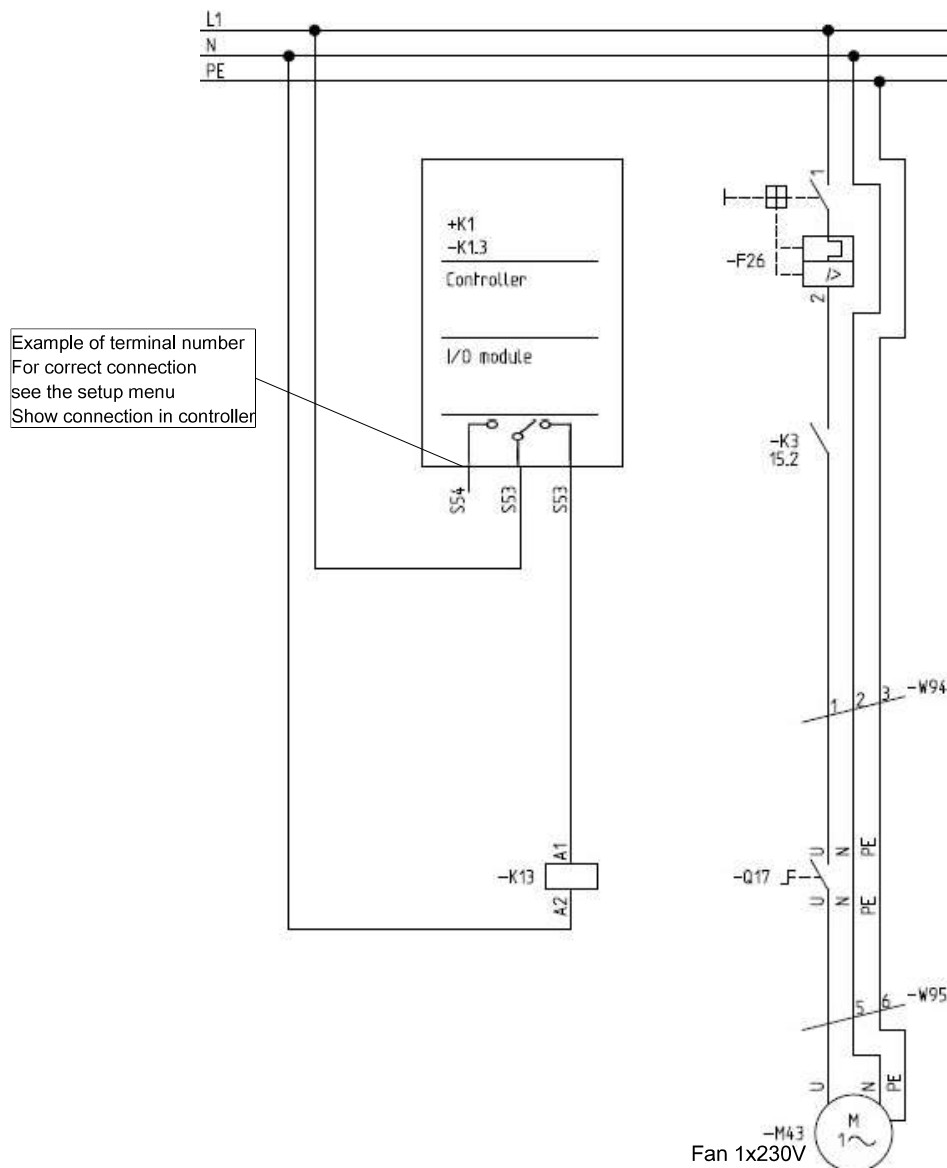 L1
N
PE
1
+K1
-K1.3
-F26
Controller
2
Example of terminal number
For correct connection
see the setup menu
Show connection in controller
I/O module
-K3
15.2
S54
S53
S53
-W94
1 2 3
A1
U N PE
-K13
-Q17
A2
U N PE
-W95
5 6
U N PE
-M43
M
1~
Fan 1x230V